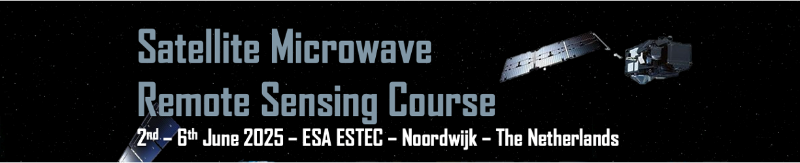 Satellite Microwave
Remote Sensing Course
2nd – 6th June 2025 – ESA ESTEC – Noordwijk – The Netherlands